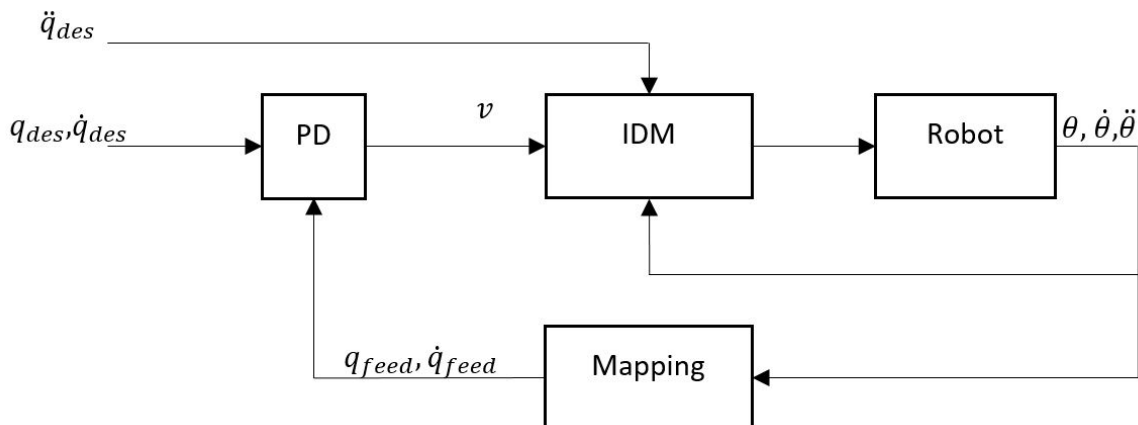 q̈_des
q_des, q̇_des
PD
v
IDM
Robot
θ, θ̇, θ̈
q_feed, q̇_feed
Mapping